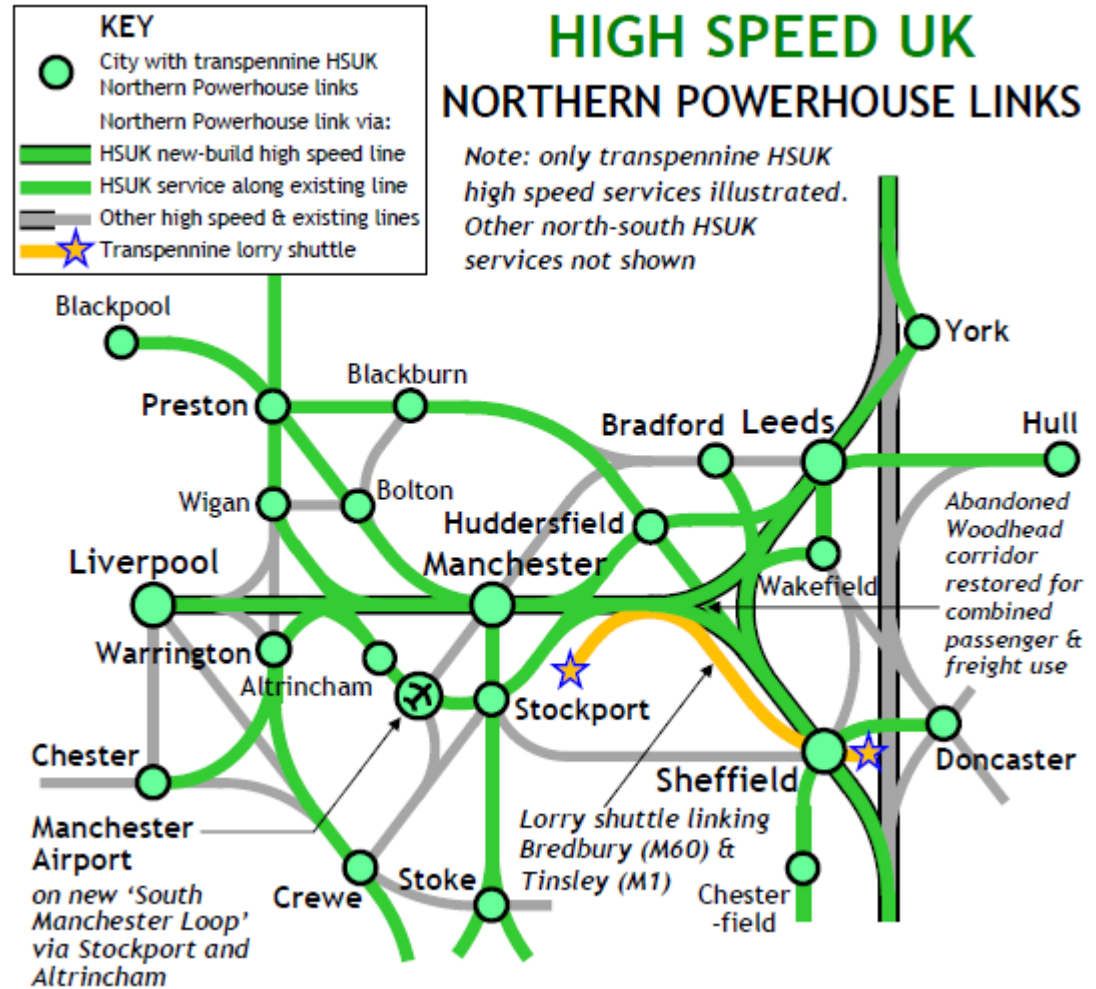 KEY
City with transpennine HSUK
Northern Powerhouse links
Northern Powerhouse link via:
HSUK new-build high speed line
HSUK service along existing line
Other high speed & existing lines
Transpennine lorry shuttle
HIGH SPEED UK
NORTHERN POWERHOUSE LINKS
Note: only transpennine HSUK
high speed services illustrated.
Other north-south HSUK
services not shown
Blackpool
York
Blackburn
Preston
Bradford
Leeds
Hull
Wigan
Bolton
Huddersfield
Abandoned
Woodhead
corridor
restored for
combined
passenger &
freight use
Liverpool
Manchester
Wakefield
Warrington
Altrincham
Stockport
Chester
Sheffield
Doncaster
Manchester
Airport
on new ‘South
Manchester Loop’
via Stockport and
Altrincham
Lorry shuttle linking
Bredbury (M60) &
Tinsley (M1)
Crewe
Stoke
Chester
-field